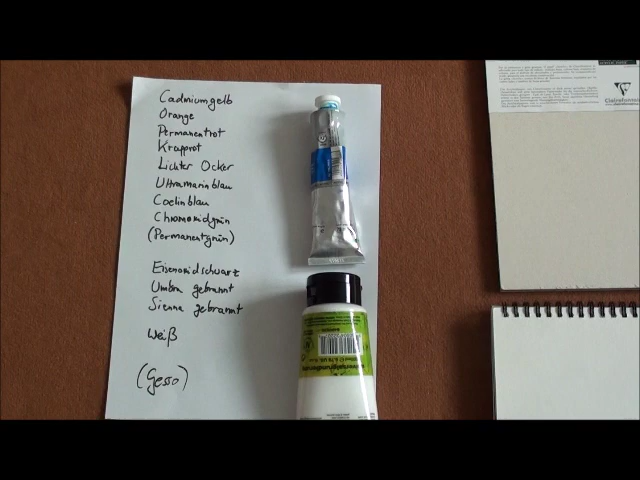 Cadmiumgelb
Orange
Permanentrot
Krapprot
Lichter Ocker
Ultramarinblau
Coelinblau
Chromoxidgrün
(Permanentgrün)
Eisenoxidschwarz
Umbra gebrannt
Sienna gebrannt
Weiß
(Gesso)
Clairefontaine